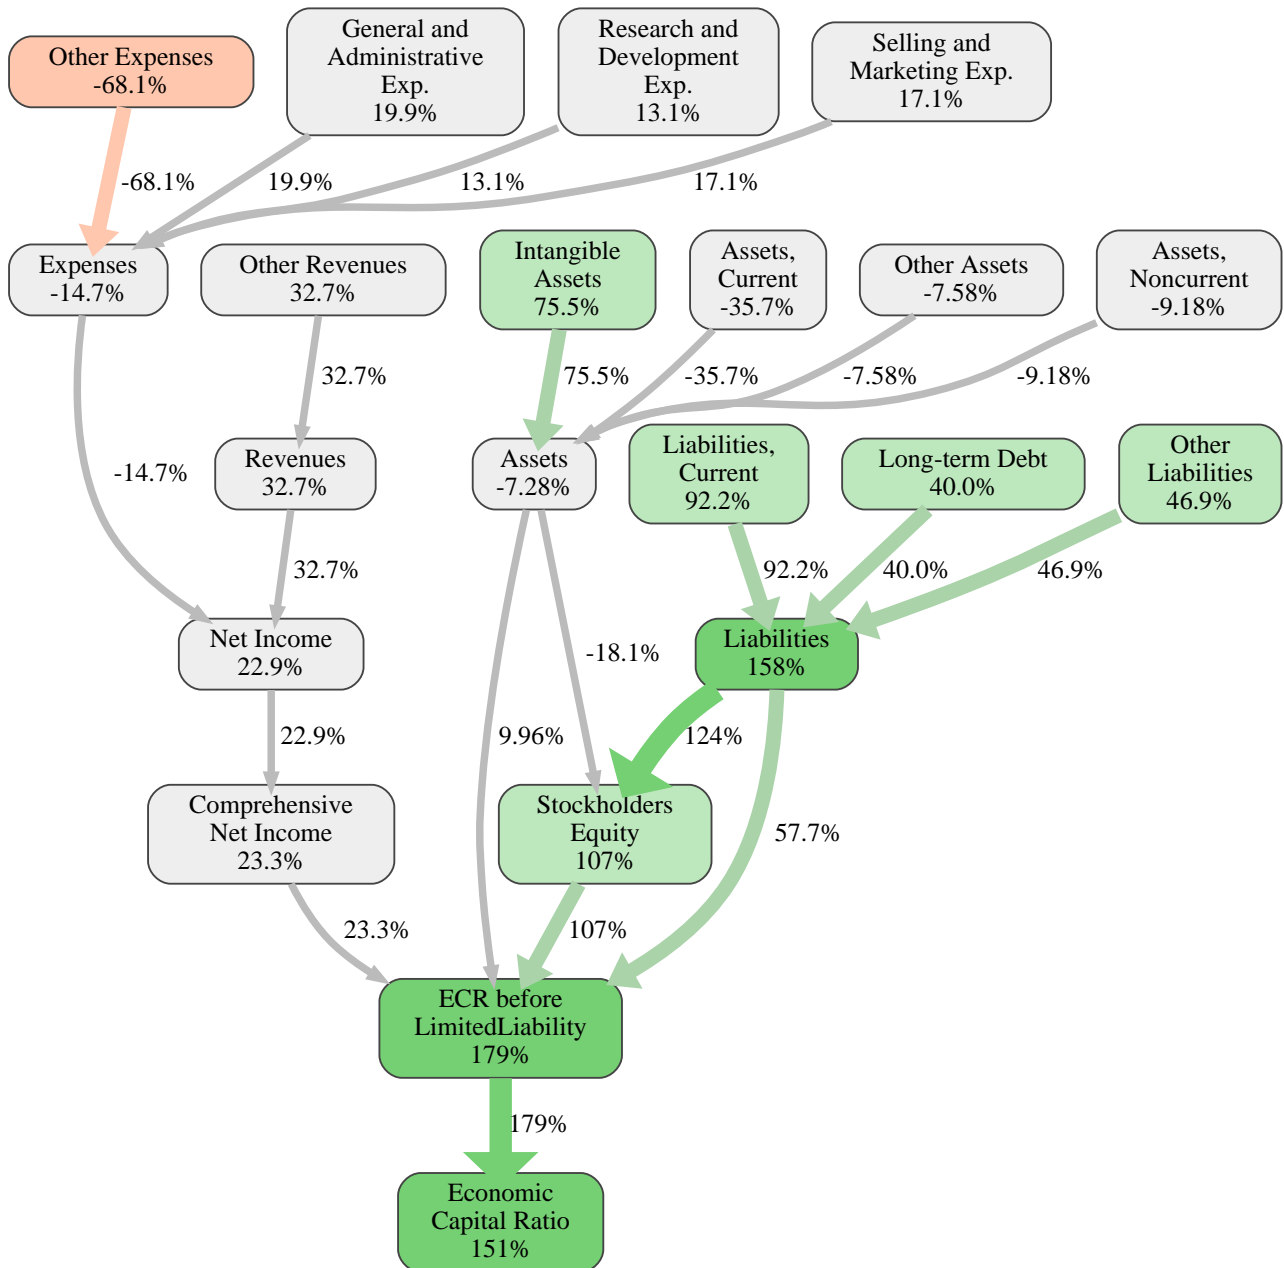 Other Expenses
-68.1%
General and
Administrative
Exp.
19.9%
Research and
Development
Exp.
13.1%
Selling and
Marketing Exp.
17.1%
-68.1%
19.9%
13.1%
17.1%
Expenses
-14.7%
Other Revenues
32.7%
Intangible
Assets
75.5%
Assets,
Current
-35.7%
Other Assets
-7.58%
Assets,
Noncurrent
-9.18%
32.7%
75.5%
-35.7%
-7.58%
-9.18%
-14.7%
Revenues
32.7%
Assets
-7.28%
Liabilities,
Current
92.2%
Long-term Debt
40.0%
Other
Liabilities
46.9%
32.7%
92.2%
40.0%
46.9%
Net Income
22.9%
-18.1%
Liabilities
158%
22.9%
9.96%
124%
Comprehensive
Net Income
23.3%
Stockholders
Equity
107%
57.7%
23.3%
107%
ECR before
LimitedLiability
179%
179%
Economic
Capital Ratio
151%